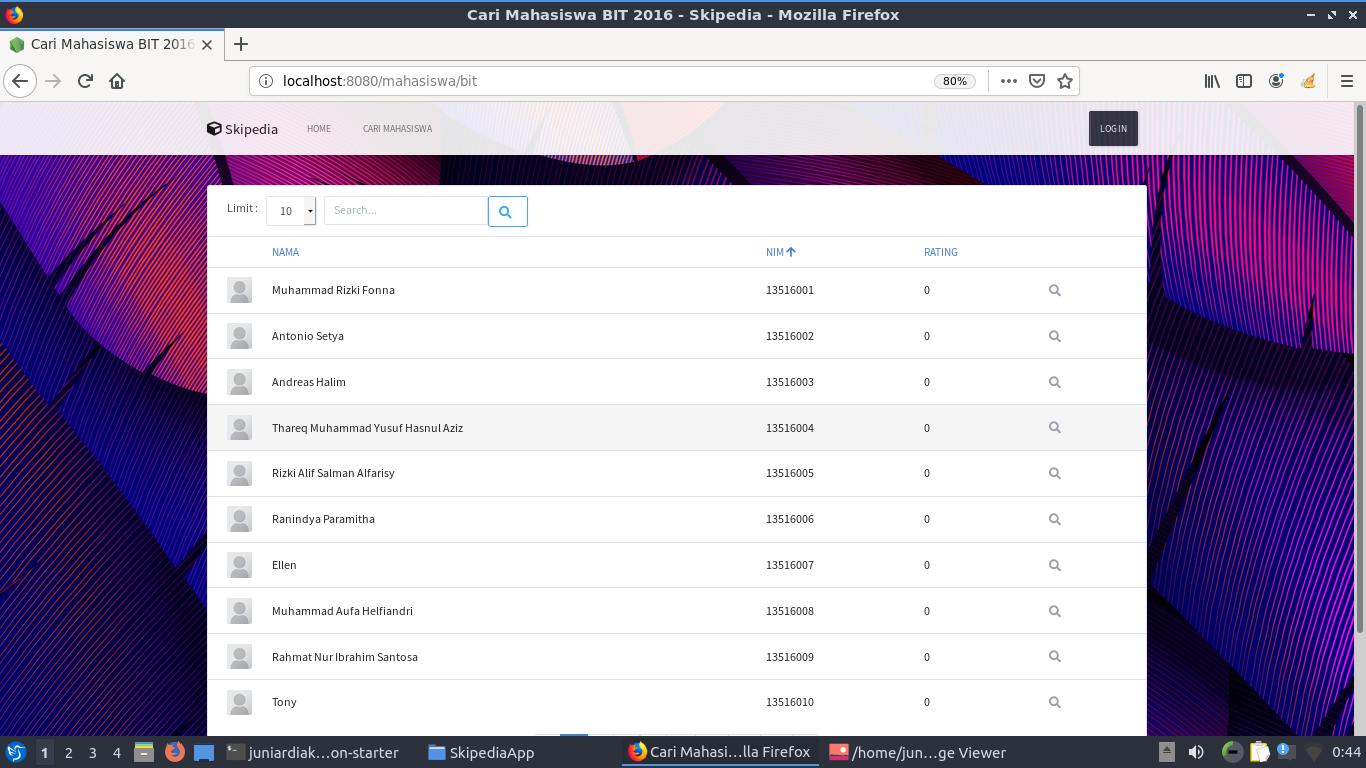 Cari Mahasiswa BIT 2016 - Skipedia - Mozilla Firefox
Cari Mahasiswa BIT 2016
localhost:8080/mahasiswa/bit
80%
Skipedia
HOME
CARI MAHASISWA
LOGIN
Limit :
10
Search...
NAMA NIM RATING
Muhammad Rizki Fonna 13516001 0
Antonio Setya 13516002 0
Andreas Halim 13516003 0
Thareq Muhammad Yusuf Hasnul Aziz 13516004 0
Rizki Alif Salman Alfarisy 13516005 0
Ranindya Paramitha 13516006 0
Ellen 13516007 0
Muhammad Aufa Helfiandri 13516008 0
Rahmat Nur Ibrahim Santosa 13516009 0
Tony 13516010 0
1 2 3 4
juniardiak...on-starter
SkipediaApp
Cari Mahasi...lla Firefox
/home/jun...ge Viewer
0:44